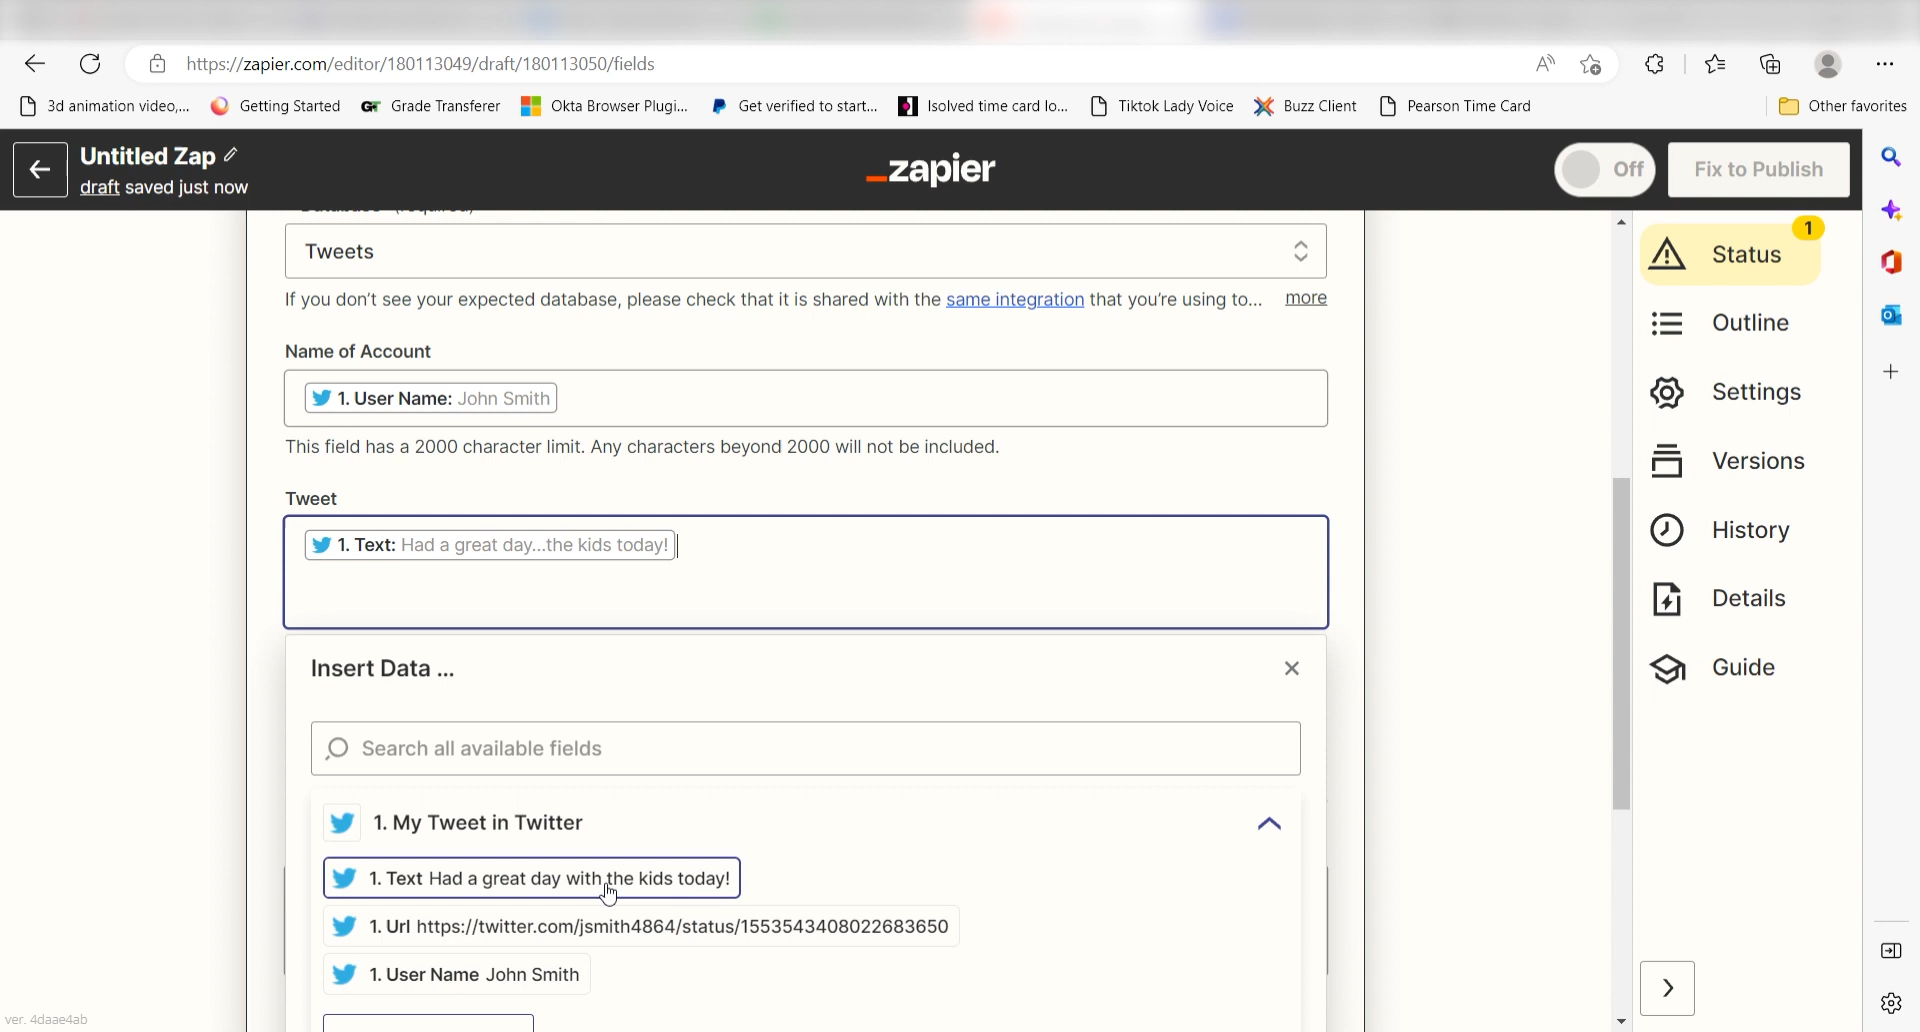 https://zapier.com/editor/180113049/draft/180113050/fields
3d animation video,... Getting Started GT Grade Transferer Okta Browser Plugi... Get verified to start... Isolved time card lo... Tiktok Lady Voice Buzz Client Pearson Time Card Other favorites
Untitled Zap
draft saved just now
_zapier
Off
Fix to Publish
Tweets
If you don't see your expected database, please check that it is shared with the same integration that you're using to... more
Name of Account
1. User Name: John Smith
This field has a 2000 character limit. Any characters beyond 2000 will not be included.
Tweet
1. Text: Had a great day...the kids today!
Insert Data ...
Search all available fields
1. My Tweet in Twitter
1. Text Had a great day with the kids today!
1. Url https://twitter.com/jsmith4864/status/1553543408022683650
1. User Name John Smith
1
Status
Outline
Settings
Versions
History
Details
Guide
ver. 4daae4ab